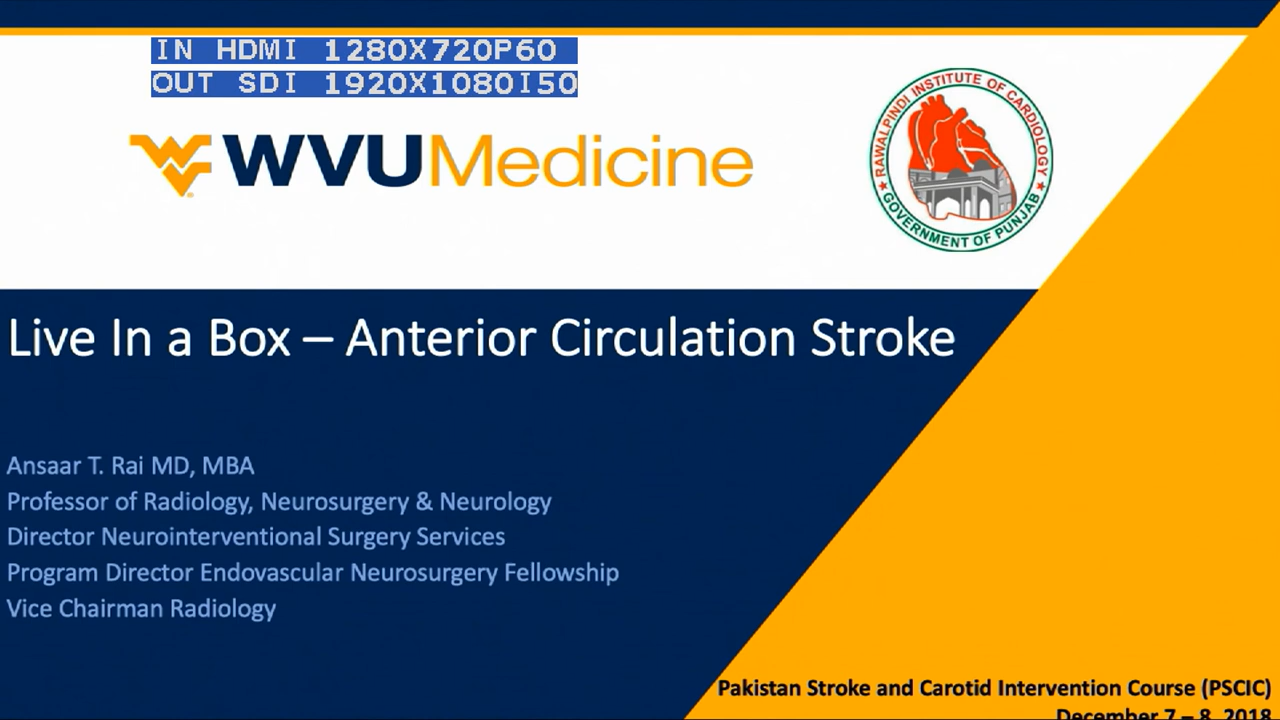 IN HDMI 1280X720P60
OUT SDI 1920X1080I50
WVUMedicine
RAWALPINDI INSTITUTE OF CARDIOLOGY
GOVERNMENT OF PUNJAB
Live In a Box – Anterior Circulation Stroke
Ansaar T. Rai MD, MBA
Professor of Radiology, Neurosurgery & Neurology
Director Neurointerventional Surgery Services
Program Director Endovascular Neurosurgery Fellowship
Vice Chairman Radiology
Pakistan Stroke and Carotid Intervention Course (PSCIC)
December 7 – 8, 2018